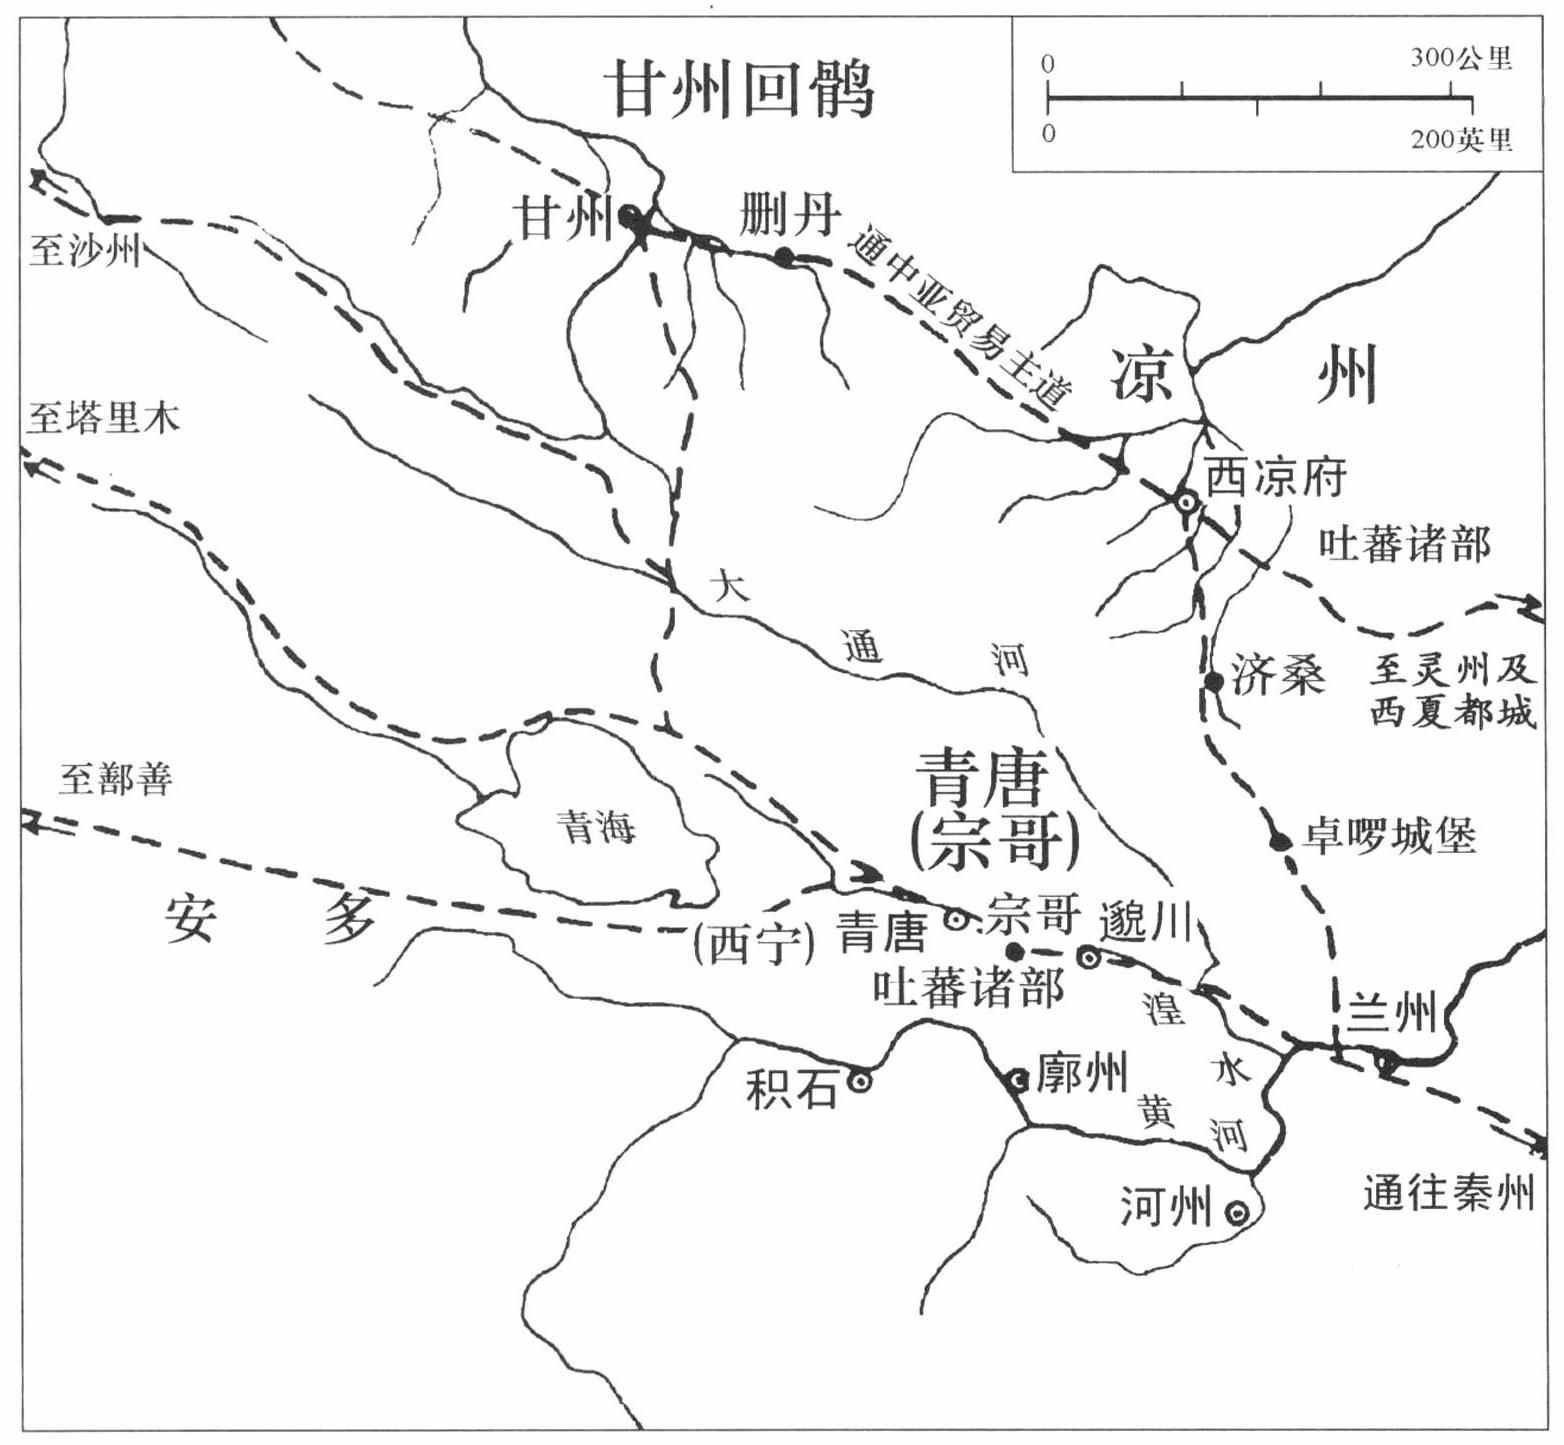 0
300公里
0
200英里
甘州回鹘
甘州
删丹
通中亚贸易主道
至沙州
凉州
至塔里木
西凉府
吐蕃诸部
大通河
济桑
至灵州及
西夏都城
至鄯善
青唐
(宗哥)
青海
卓啰城堡
安多
(西宁)
青唐
宗哥
邈川
吐蕃诸部
湟水
兰州
积石
廓州
黄河
河州
通往秦州